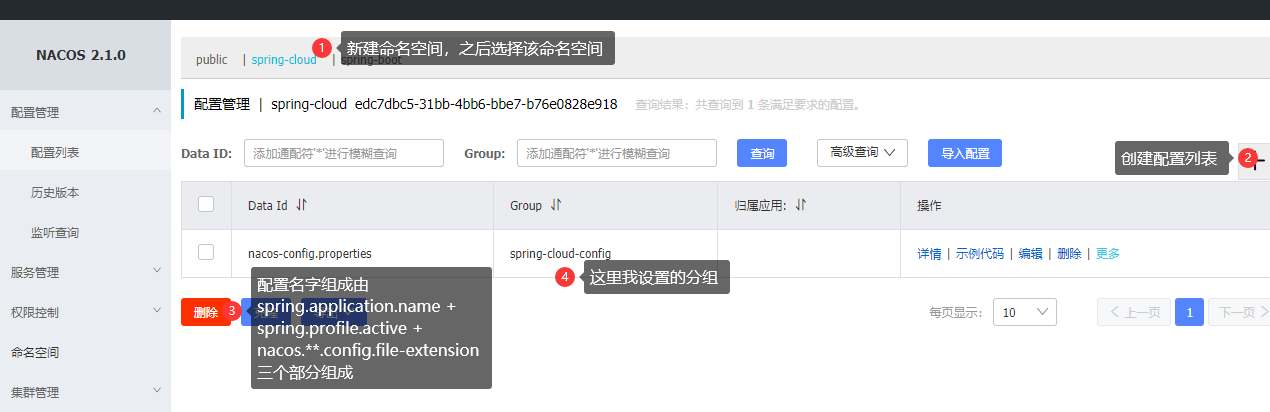 NACOS 2.1.0
配置管理
配置列表
历史版本
监听查询
服务管理
权限控制
命名空间
集群管理
public | spring-cloud | spring-boot
1 新建命名空间，之后选择该命名空间
配置管理 | spring-cloud edc7dbc5-31bb-4bb6-bbe7-b76e0828e918 查询结果：共查询到 1 条满足要求的配置。
Data ID: 添加通配符'*'进行模糊查询 Group: 添加通配符'*'进行模糊查询 查询 高级查询 导入配置
创建配置列表 2
Data Id Group 归属应用: 操作
nacos-config.properties spring-cloud-config 详情 | 示例代码 | 编辑 | 删除 | 更多
4 这里我设置的分组
删除 3
配置名字组成由
spring.application.name +
spring.profile.active +
nacos.**.config.file-extension
三个部分组成
每页显示: 10 上一页 1 下一页